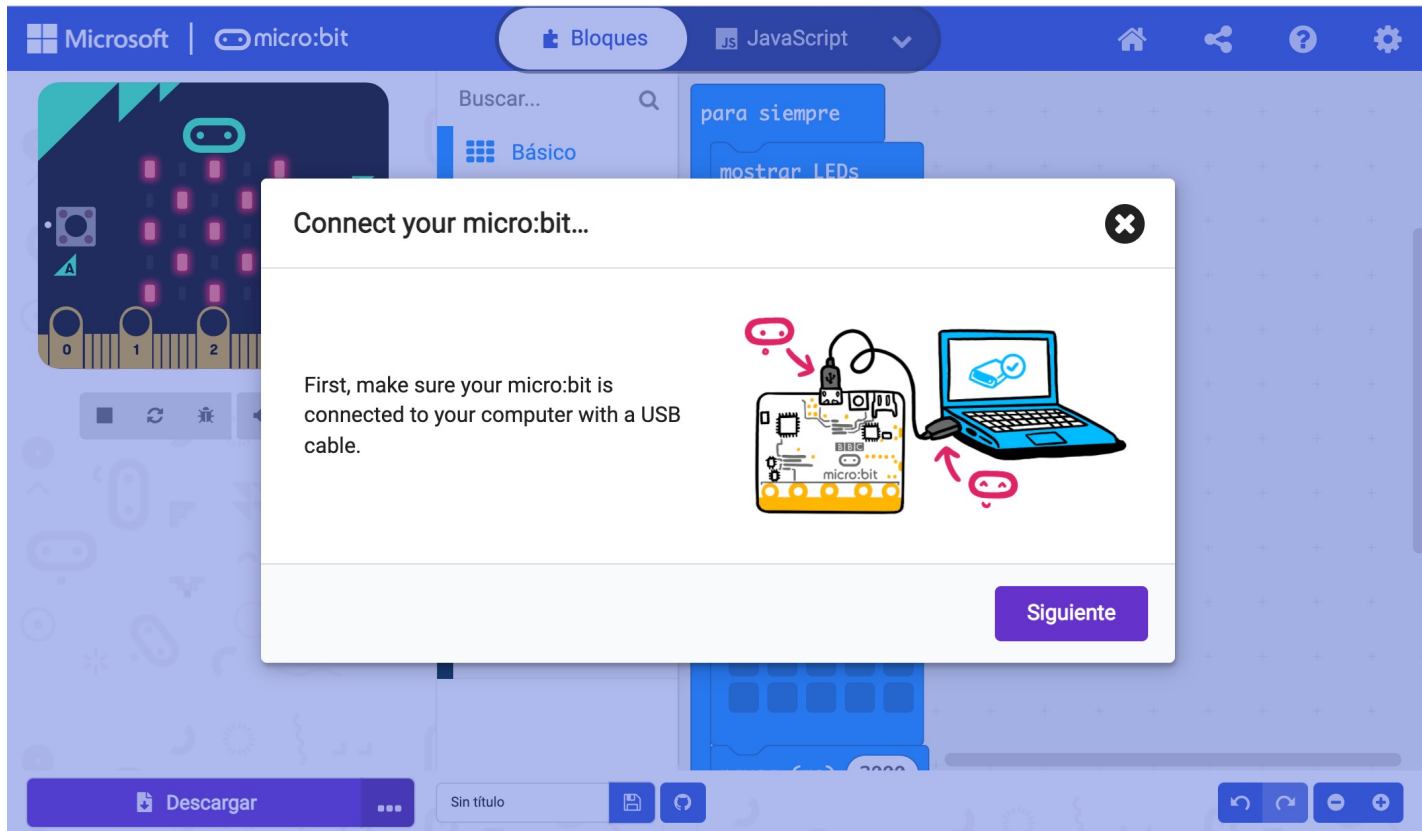 Microsoft
micro:bit
Bloques
JS JavaScript
Buscar...
Básico
para siempre
mostrar LEDs
A
0 1 2
Connect your micro:bit...
First, make sure your micro:bit is
connected to your computer with a USB
cable.
BBC
micro:bit
Siguiente
Descargar
...
Sin título